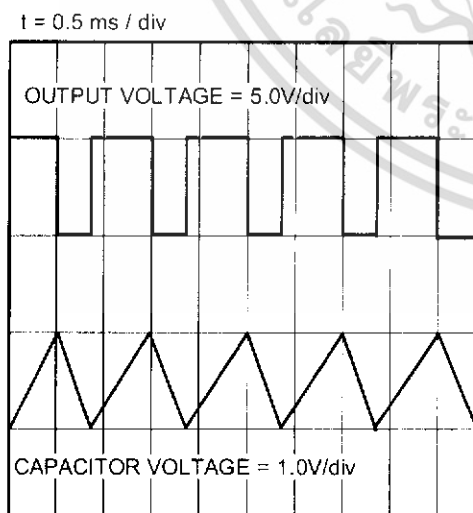 t = 0.5 ms / div
OUTPUT VOLTAGE = 5.0V/div
CAPACITOR VOLTAGE = 1.0V/div